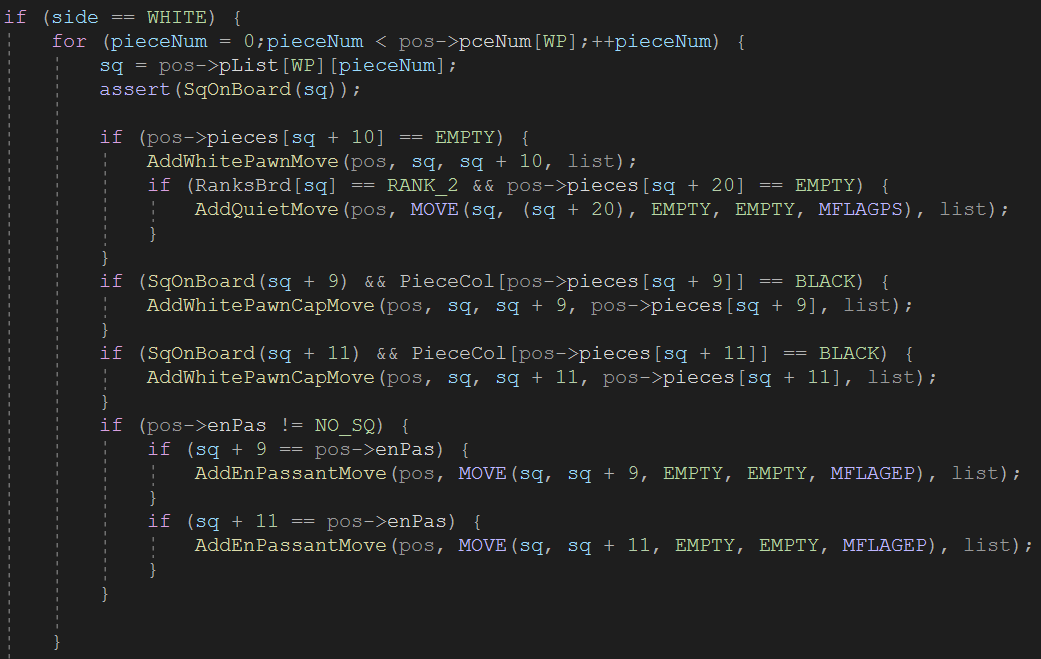 if (side == WHITE) {
    for (pieceNum = 0;pieceNum < pos->pceNum[WP];++pieceNum) {
        sq = pos->pList[WP][pieceNum];
        assert(SqOnBoard(sq));

        if (pos->pieces[sq + 10] == EMPTY) {
            AddWhitePawnMove(pos, sq, sq + 10, list);
            if (RanksBrd[sq] == RANK_2 && pos->pieces[sq + 20] == EMPTY) {
                AddQuietMove(pos, MOVE(sq, (sq + 20), EMPTY, EMPTY, MFLAGPS), list);
            }
        }
        if (SqOnBoard(sq + 9) && PieceCol[pos->pieces[sq + 9]] == BLACK) {
            AddWhitePawnCapMove(pos, sq, sq + 9, pos->pieces[sq + 9], list);
        }
        if (SqOnBoard(sq + 11) && PieceCol[pos->pieces[sq + 11]] == BLACK) {
            AddWhitePawnCapMove(pos, sq, sq + 11, pos->pieces[sq + 11], list);
        }
        if (pos->enPas != NO_SQ) {
            if (sq + 9 == pos->enPas) {
                AddEnPassantMove(pos, MOVE(sq, sq + 9, EMPTY, EMPTY, MFLAGEP), list);
            }
            if (sq + 11 == pos->enPas) {
                AddEnPassantMove(pos, MOVE(sq, sq + 11, EMPTY, EMPTY, MFLAGEP), list);
            }
        }

    }